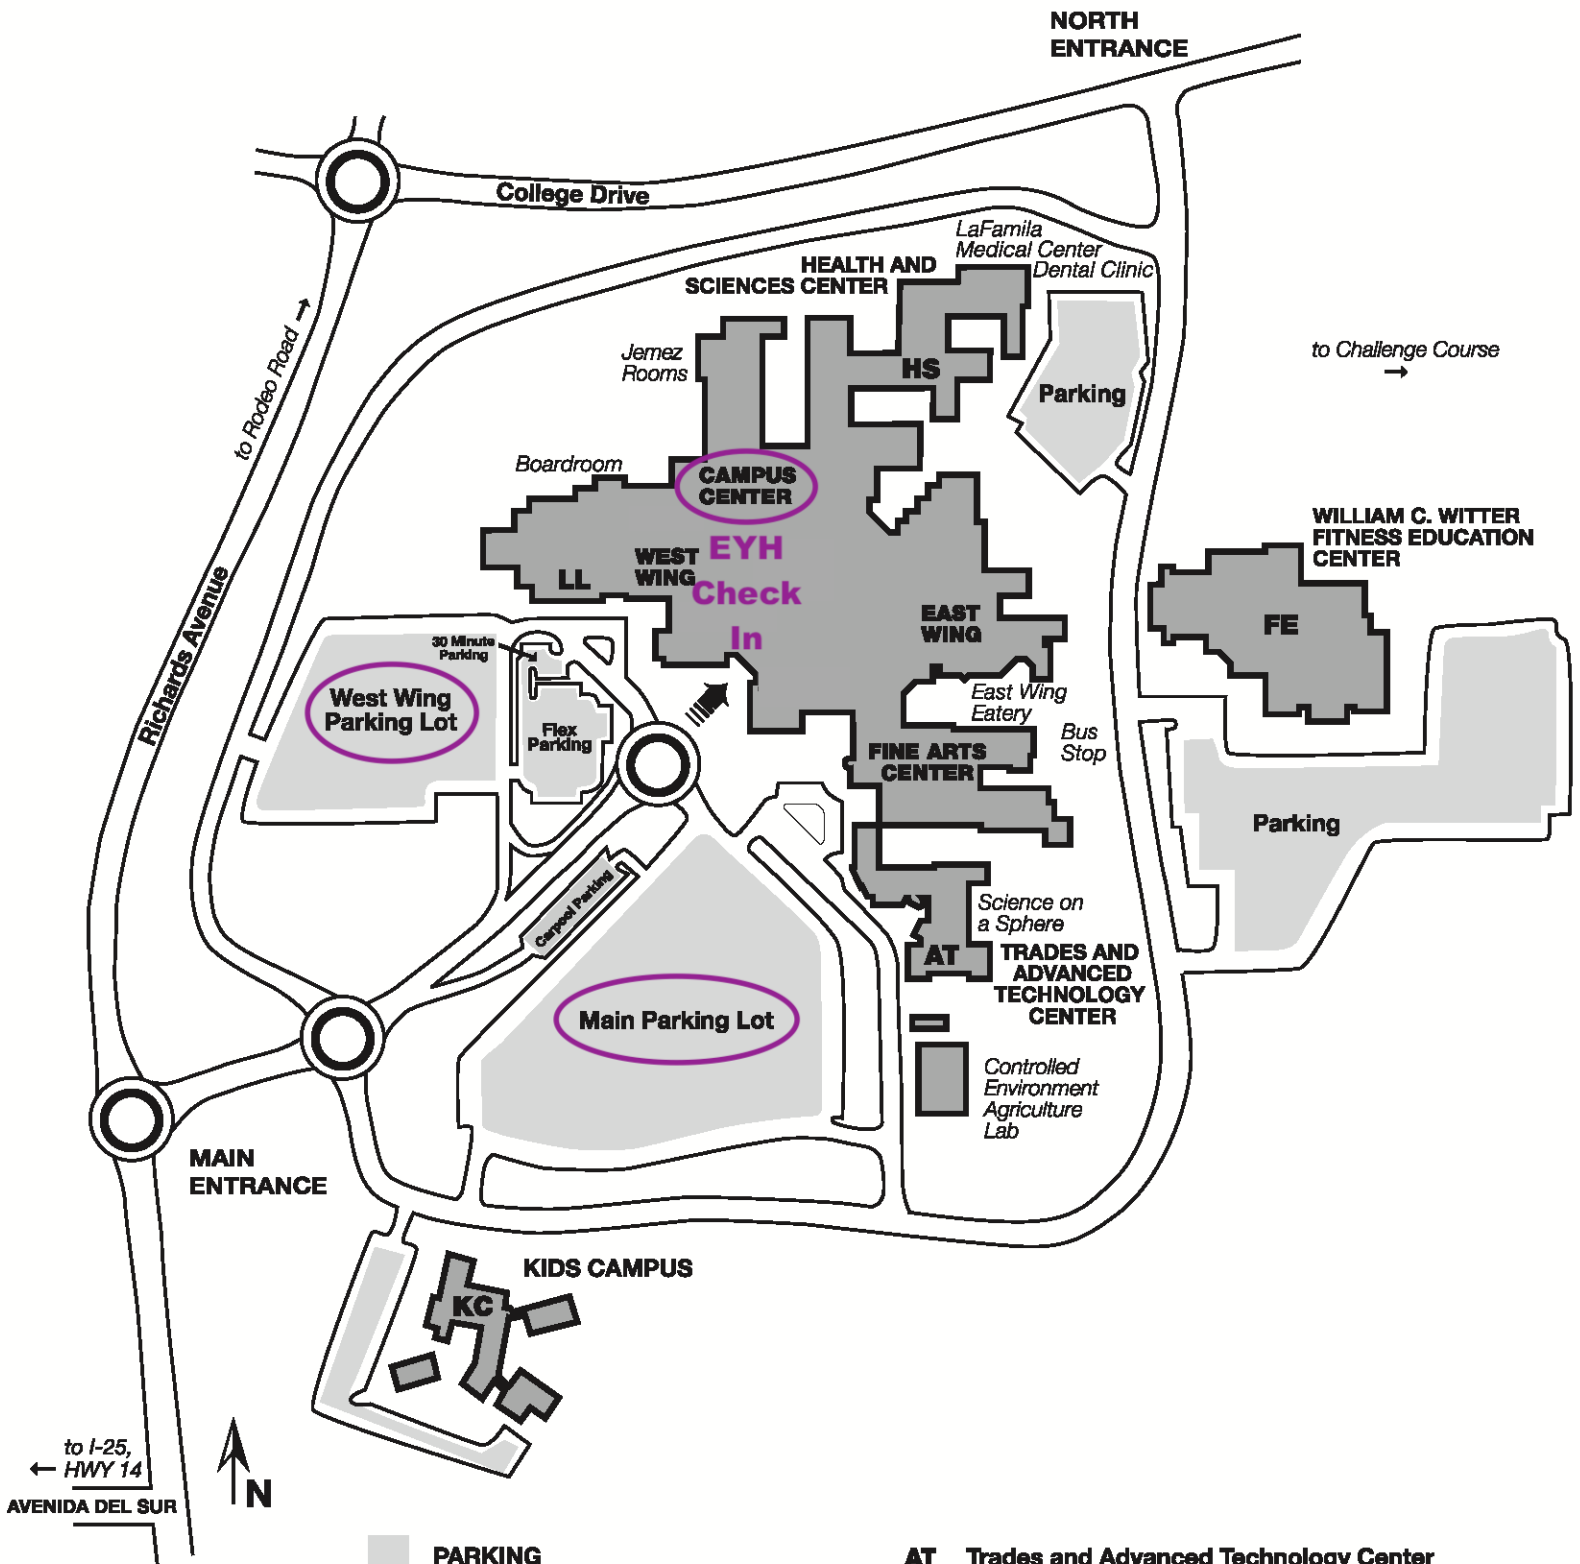 NORTH
ENTRANCE
College Drive
LaFamila
Medical Center
Dental Clinic
HEALTH AND
SCIENCES CENTER
to Rodeo Road
Jemez
Rooms
HS
Parking
to Challenge Course
Boardroom
CAMPUS
CENTER
WILLIAM C. WITTER
FITNESS EDUCATION
CENTER
WEST
WING
EYH
Check
In
LL
EAST
WING
FE
Richards Avenue
30 Minute
Parking
West Wing
Parking Lot
Flex
Parking
East Wing
Eatery
Bus
Stop
FINE ARTS
CENTER
Parking
Carpool Parking
Science on
a Sphere
AT
TRADES AND
ADVANCED
TECHNOLOGY
CENTER
Main Parking Lot
Controlled
Environment
Agriculture
Lab
MAIN
ENTRANCE
KIDS CAMPUS
KC
to I-25,
HWY 14
AVENIDA DEL SUR
N
PARKING
AT Trades and Advanced Technology Center